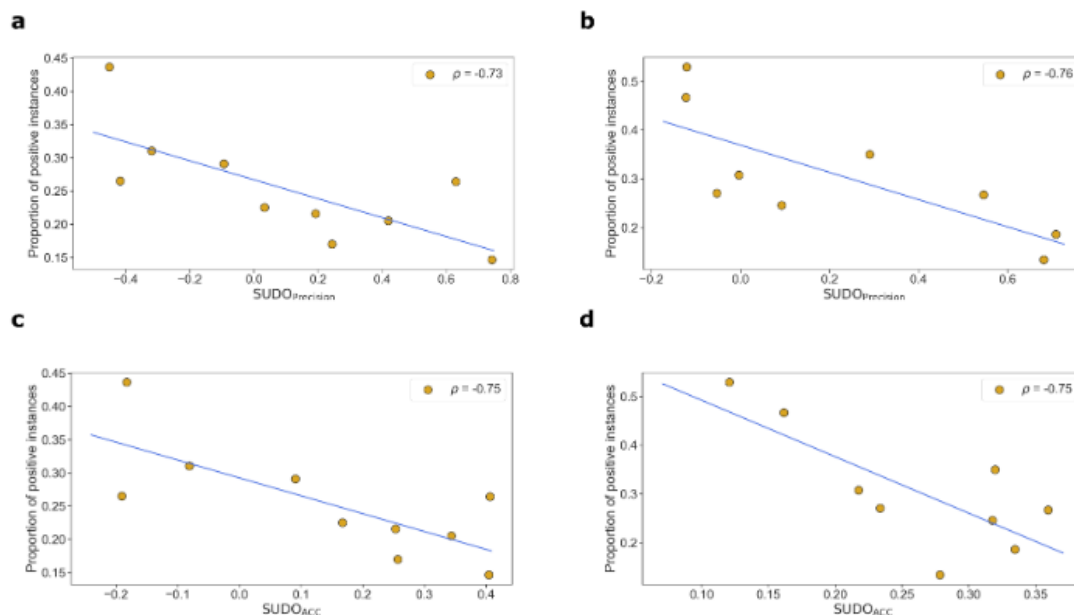 a
Proportion of positive instances
0.45
0.40
0.35
0.30
0.25
0.20
0.15
ρ = -0.73
−0.4
−0.2
0.0
0.2
0.4
0.6
0.8
SUDOPrecision
b
Proportion of positive instances
0.5
0.4
0.3
0.2
ρ = -0.76
−0.2
0.0
0.2
0.4
0.6
SUDOPrecision
c
Proportion of positive instances
0.45
0.40
0.35
0.30
0.25
0.20
0.15
ρ = -0.75
−0.2
−0.1
0.0
0.1
0.2
0.3
0.4
SUDOACC
d
Proportion of positive instances
0.5
0.4
0.3
0.2
ρ = -0.75
0.10
0.15
0.20
0.25
0.30
0.35
SUDOACC